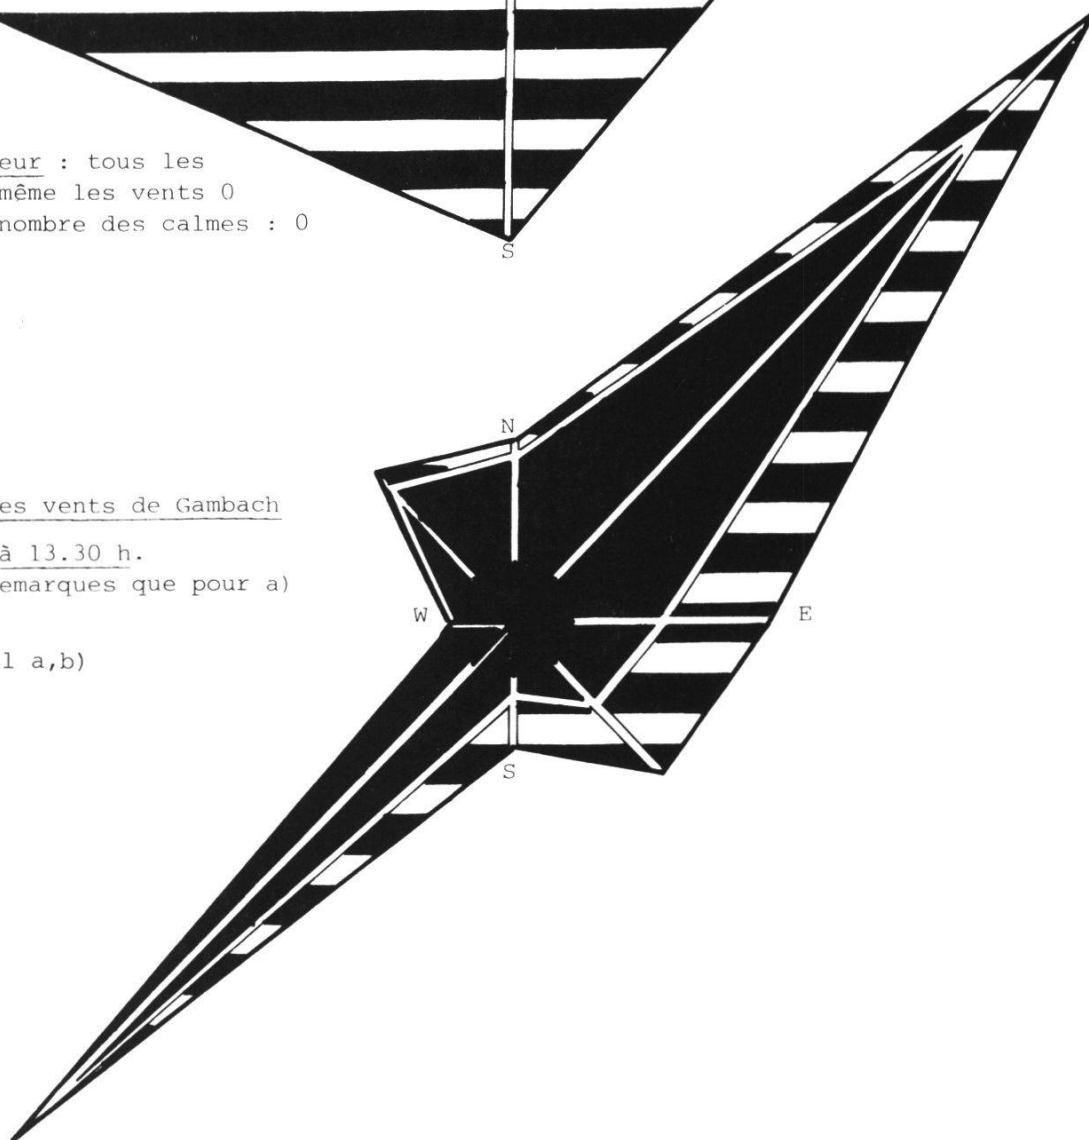 eur : tous les
même les vents 0
nombre des calmes : 0
S
N
es vents de Gambach
à 13.30 h.
emarques que pour a)
W
E
l a,b)
S